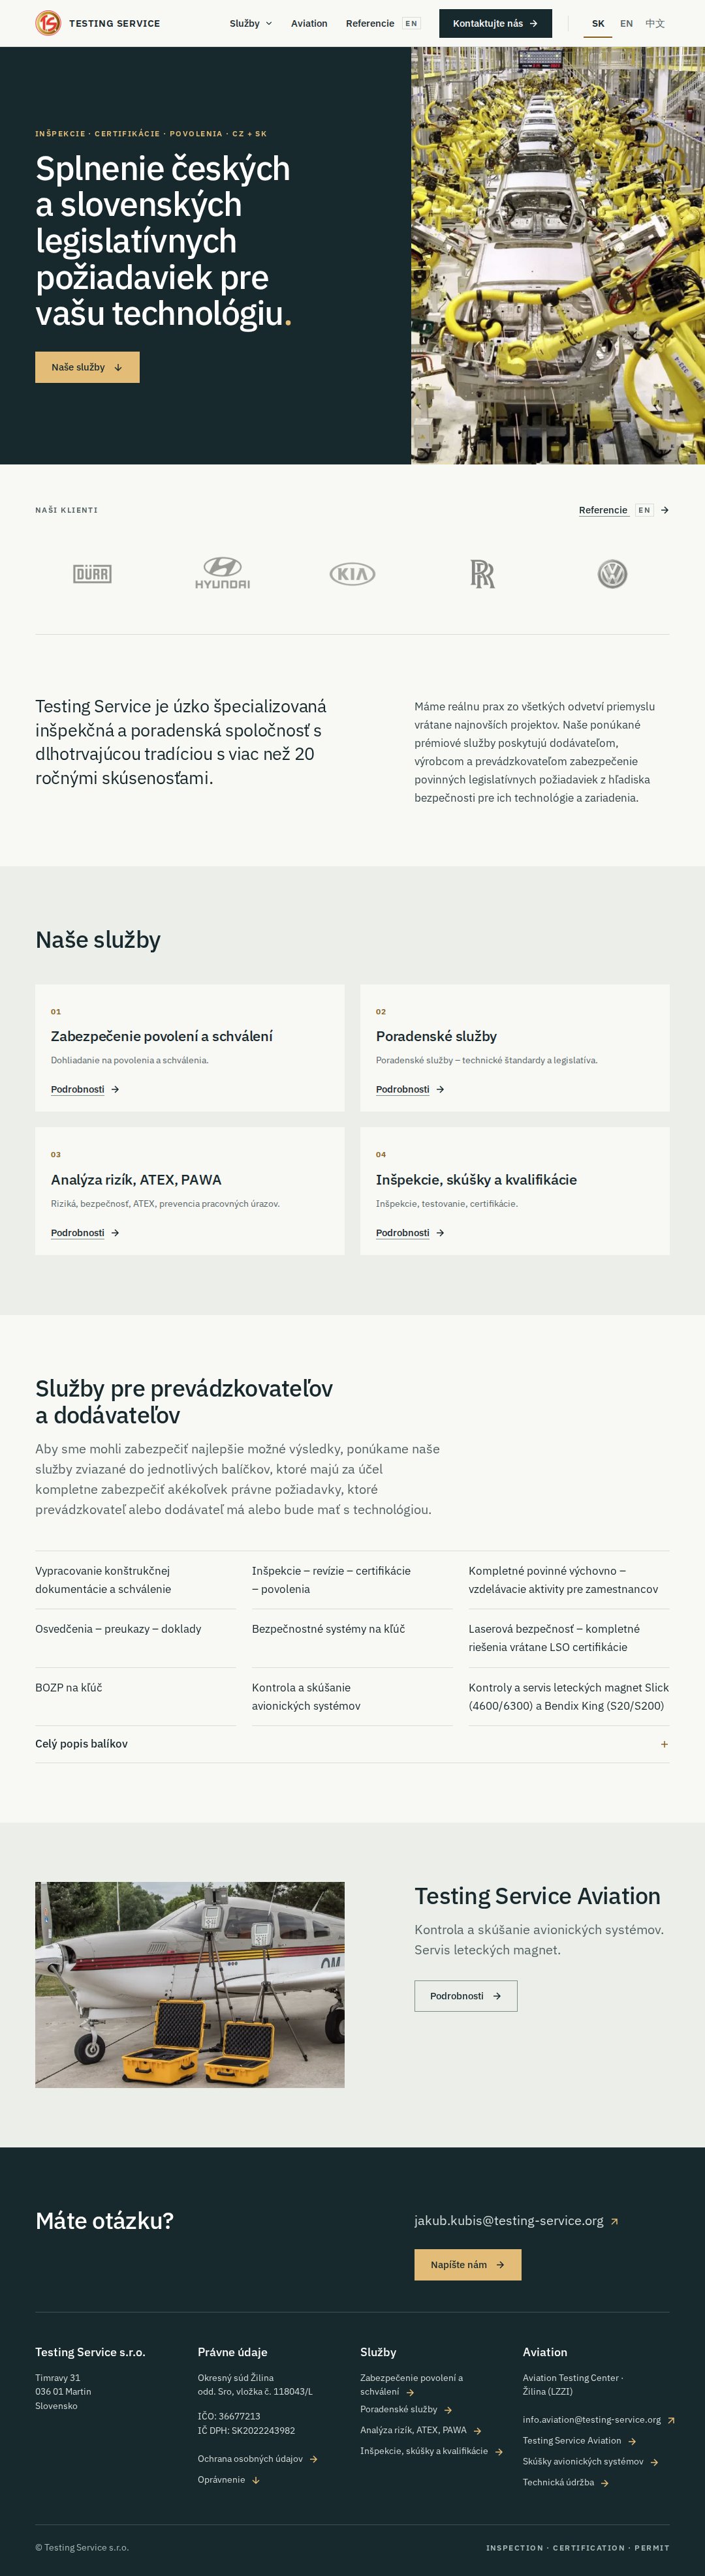 TESTING SERVICE
Služby
Aviation
Referencie EN
Kontaktujte nás
SK
EN
中文
INŠPEKCIE · CERTIFIKÁCIE · POVOLENIA · CZ + SK
Splnenie českých
a slovenských
legislatívnych
požiadaviek pre
vašu technológiu.
Naše služby
NAŠI KLIENTI
Referencie EN
DÜRR
HYUNDAI
KIA
RR
VW
Testing Service je úzko špecializovaná
inšpekčná a poradenská spoločnosť s
dlhotrvajúcou tradíciou s viac než 20
ročnými skúsenosťami.
Máme reálnu prax zo všetkých odvetví priemyslu
vrátane najnovších projektov. Naše ponúkané
prémiové služby poskytujú dodávateľom,
výrobcom a prevádzkovateľom zabezpečenie
povinných legislatívnych požiadaviek z hľadiska
bezpečnosti pre ich technológie a zariadenia.
Naše služby
01
Zabezpečenie povolení a schválení
Dohliadanie na povolenia a schválenia.
Podrobnosti
02
Poradenské služby
Poradenské služby – technické štandardy a legislatíva.
Podrobnosti
03
Analýza rizík, ATEX, PAWA
Riziká, bezpečnosť, ATEX, prevencia pracovných úrazov.
Podrobnosti
04
Inšpekcie, skúšky a kvalifikácie
Inšpekcie, testovanie, certifikácie.
Podrobnosti
Služby pre prevádzkovateľov
a dodávateľov
Aby sme mohli zabezpečiť najlepšie možné výsledky, ponúkame naše
služby zviazané do jednotlivých balíčkov, ktoré majú za účel
kompletne zabezpečiť akékoľvek právne požiadavky, ktoré
prevádzkovateľ alebo dodávateľ má alebo bude mať s technológiou.
Vypracovanie konštrukčnej
dokumentácie a schválenie
Inšpekcie – revízie – certifikácie
– povolenia
Kompletné povinné výchovno –
vzdelávacie aktivity pre zamestnancov
Osvedčenia – preukazy – doklady
Bezpečnostné systémy na kľúč
Laserová bezpečnosť – kompletné
riešenia vrátane LSO certifikácie
BOZP na kľúč
Kontrola a skúšanie
avionických systémov
Kontroly a servis leteckých magnet Slick
(4600/6300) a Bendix King (S20/S200)
Celý popis balíkov
Testing Service Aviation
Kontrola a skúšanie avionických systémov.
Servis leteckých magnet.
Podrobnosti
Máte otázku?
jakub.kubis@testing-service.org
Napíšte nám
Testing Service s.r.o.
Timravy 31
036 01 Martin
Slovensko
Právne údaje
Okresný súd Žilina
odd. Sro, vložka č. 118043/L
IČO: 36677213
IČ DPH: SK2022243982
Ochrana osobných údajov
Oprávnenie
Služby
Zabezpečenie povolení a
schválení
Poradenské služby
Analýza rizík, ATEX, PAWA
Inšpekcie, skúšky a kvalifikácie
Aviation
Aviation Testing Center ·
Žilina (LZZI)
info.aviation@testing-service.org
Testing Service Aviation
Skúšky avionických systémov
Technická údržba
© Testing Service s.r.o.
INSPECTION · CERTIFICATION · PERMIT